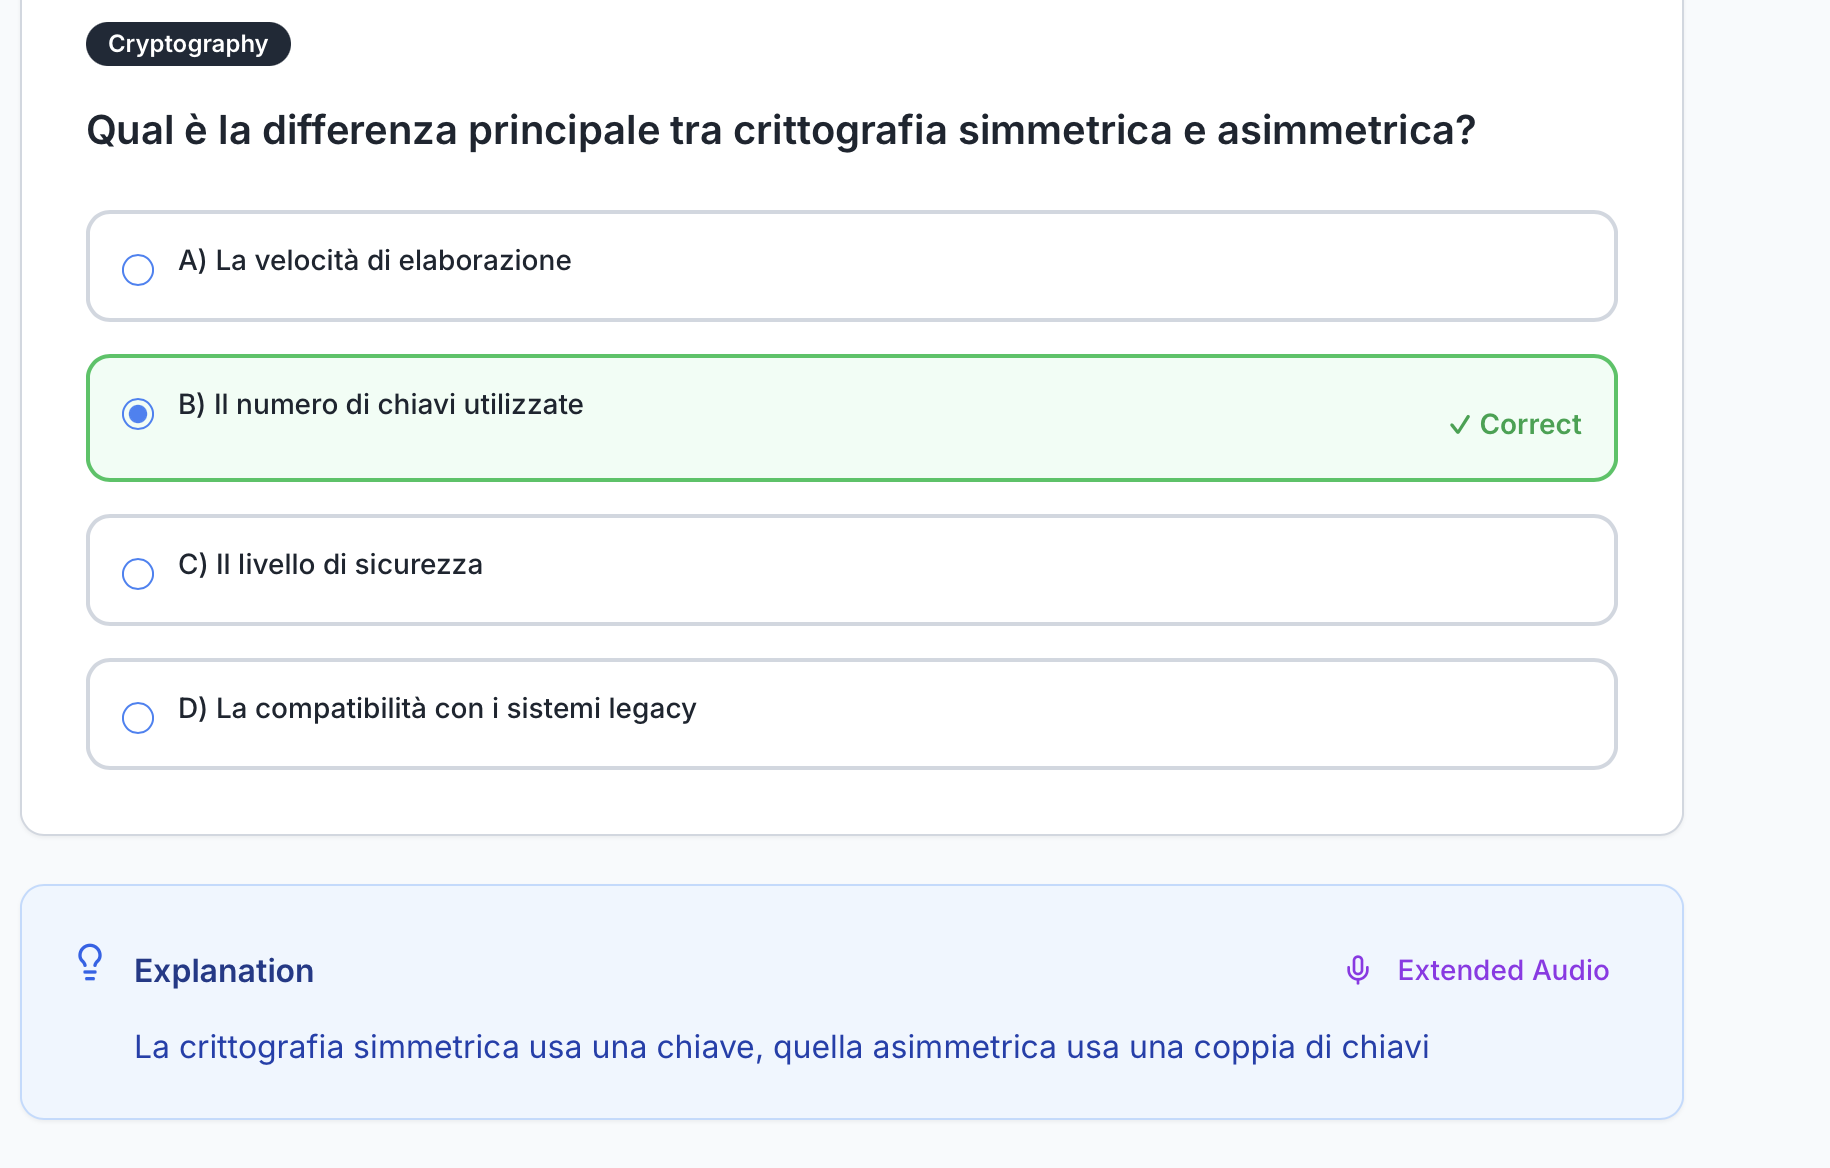 Cryptography
Qual è la differenza principale tra crittografia simmetrica e asimmetrica?
A) La velocità di elaborazione
B) Il numero di chiavi utilizzate
✓ Correct
C) Il livello di sicurezza
D) La compatibilità con i sistemi legacy
Explanation
Extended Audio
La crittografia simmetrica usa una chiave, quella asimmetrica usa una coppia di chiavi